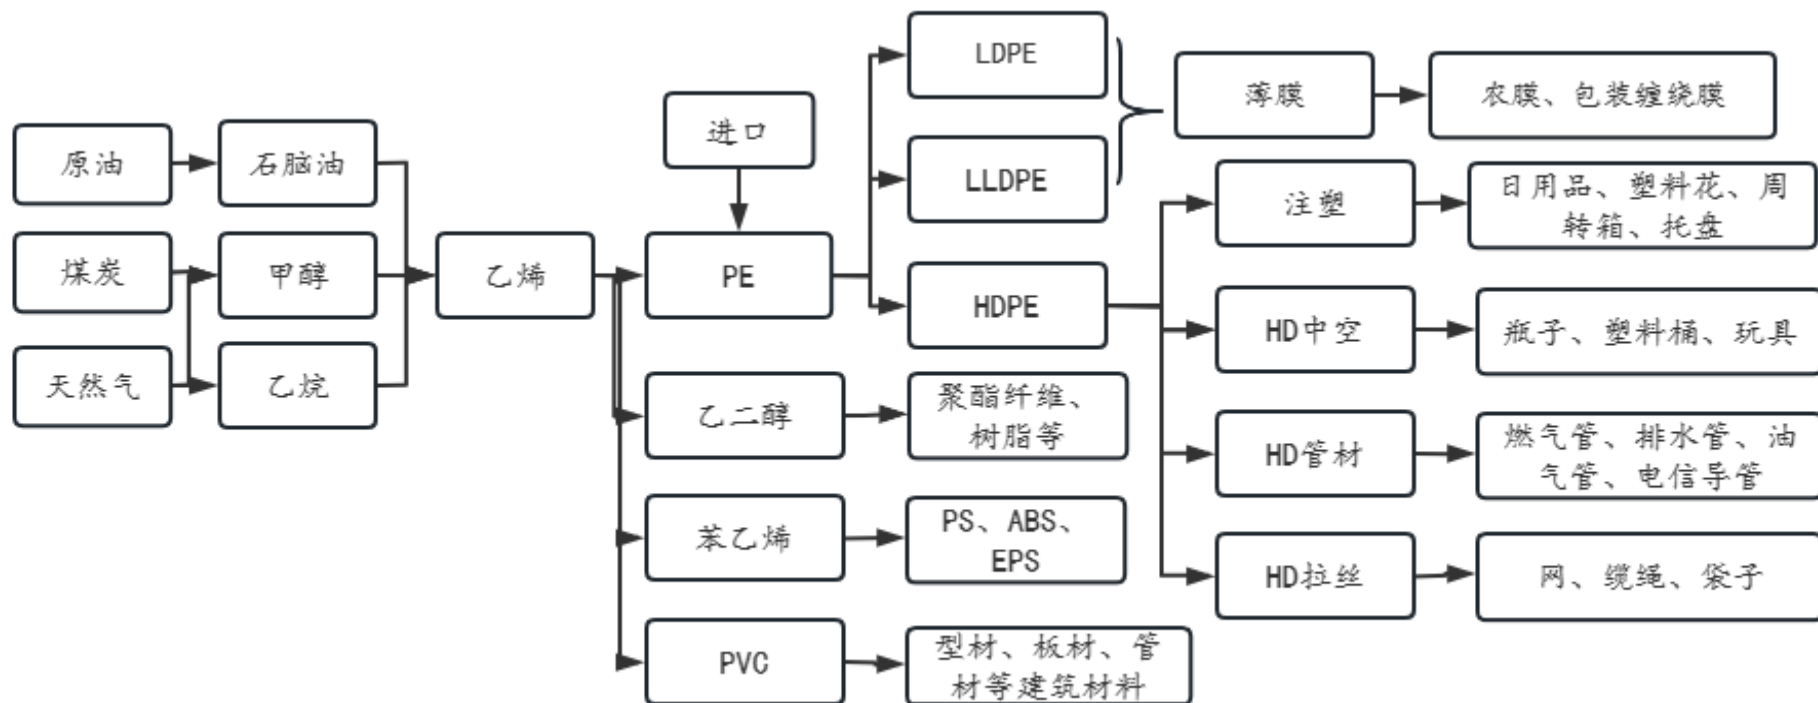 原油
石脑油
煤炭
甲醇
天然气
乙烷
乙烯
进口
PE
乙二醇
聚酯纤维、
树脂等
苯乙烯
PS、ABS、
EPS
PVC
型材、板材、管
材等建筑材料
LDPE
LLDPE
HDPE
薄膜
农膜、包装缠绕膜
注塑
日用品、塑料花、周
转箱、托盘
HD中空
瓶子、塑料桶、玩具
HD管材
燃气管、排水管、油
气管、电信导管
HD拉丝
网、缆绳、袋子